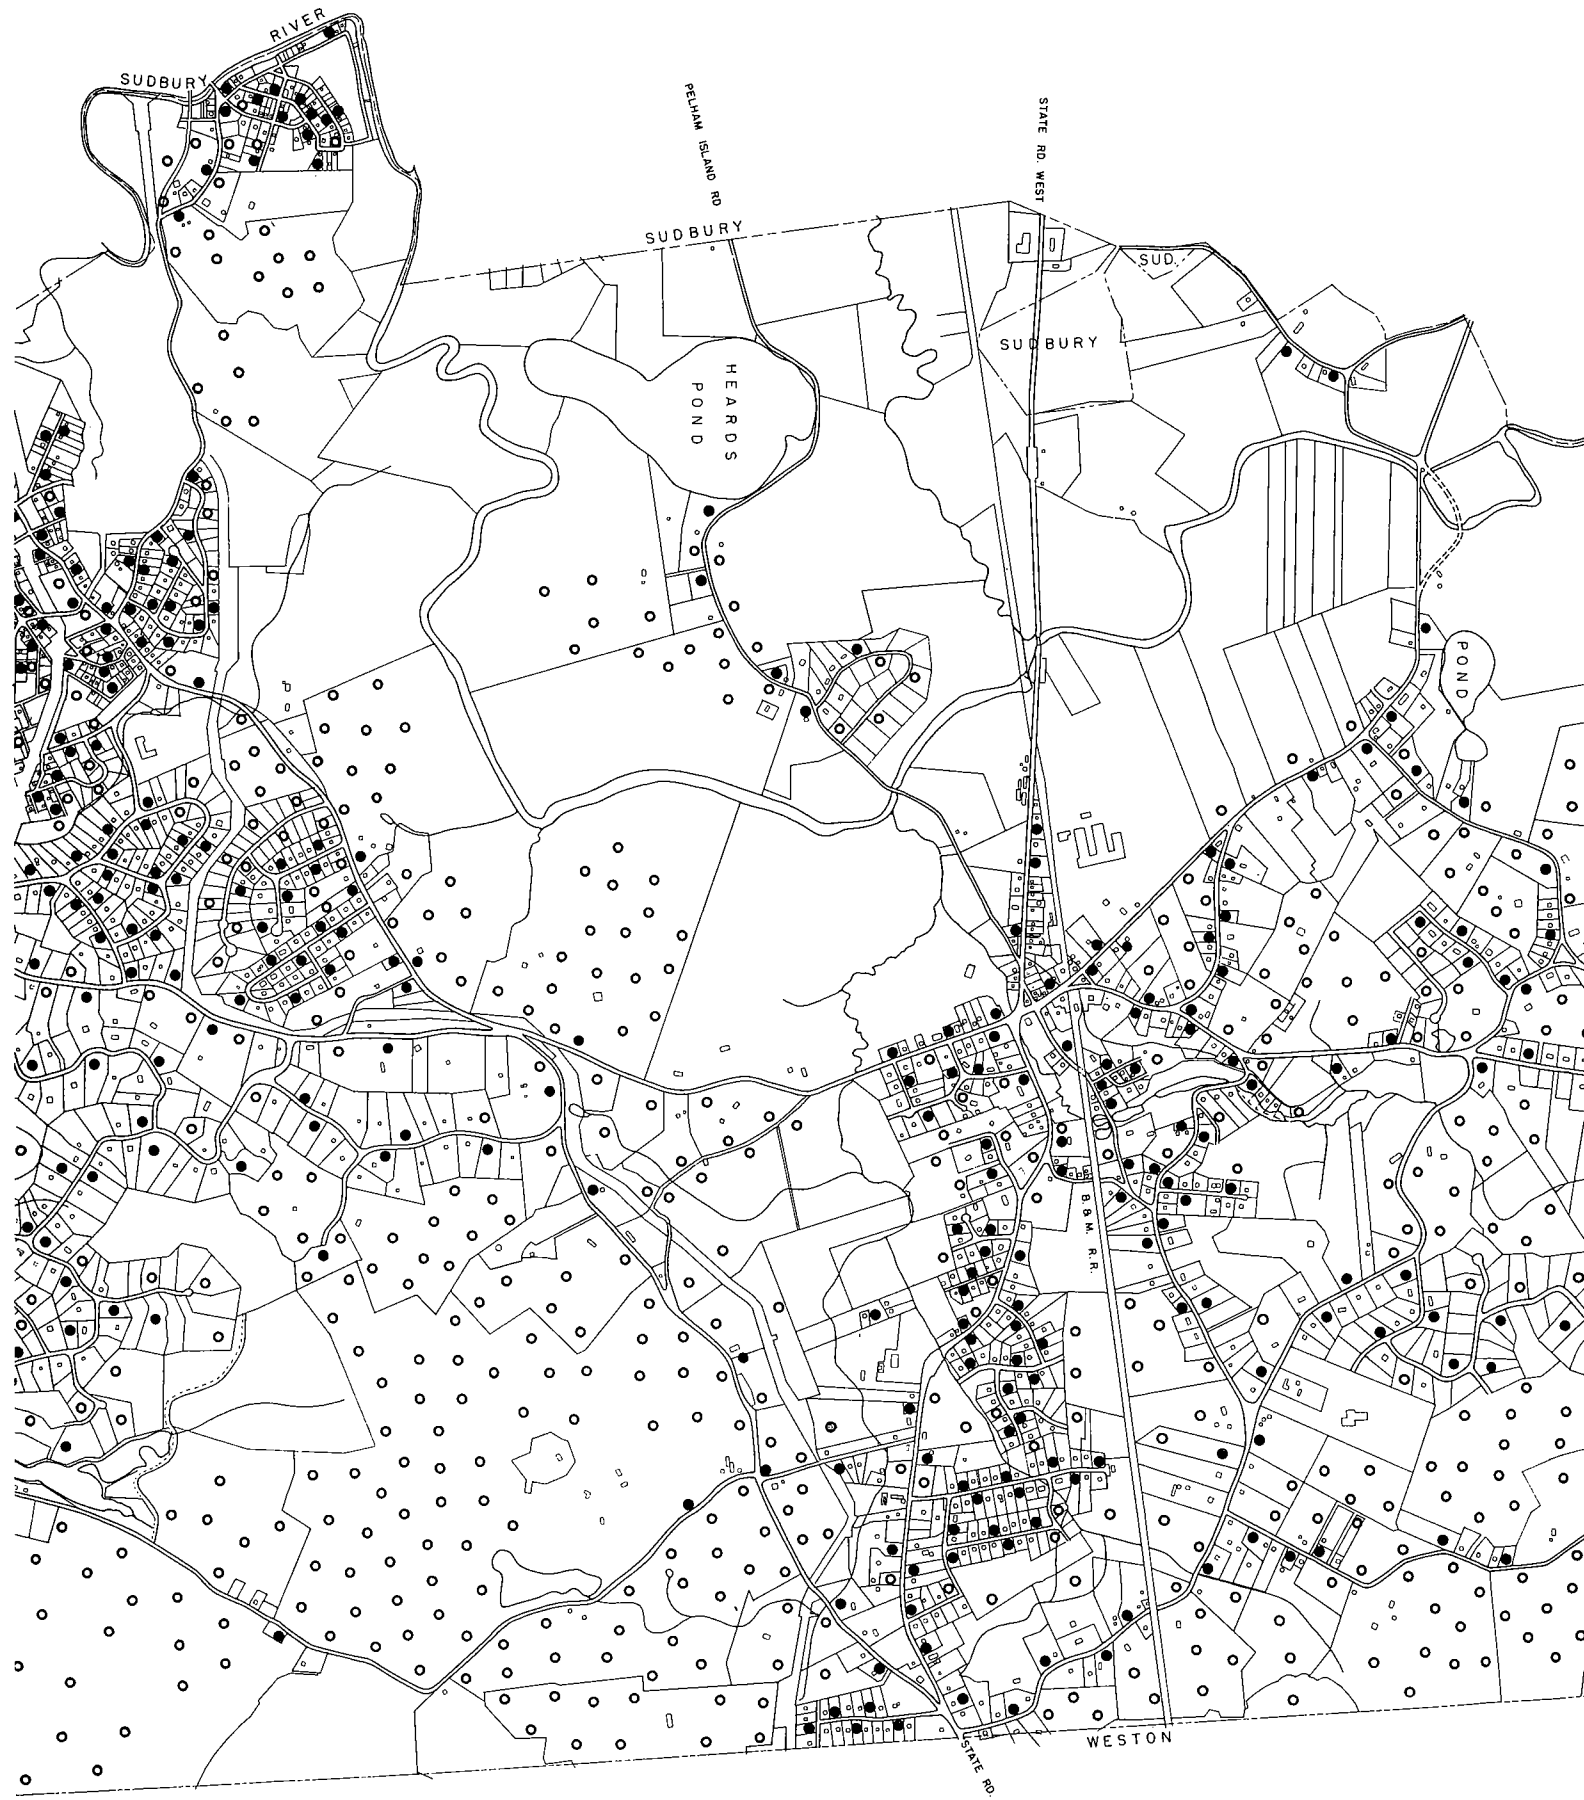 RIVER
SUDBURY
PELHAM ISLAND RD
STATE RD. WEST
SUDBURY
SUD.
SUDBURY
HEARDS
POND
POND
B.&M. R.R.
WESTON
STATE RD.